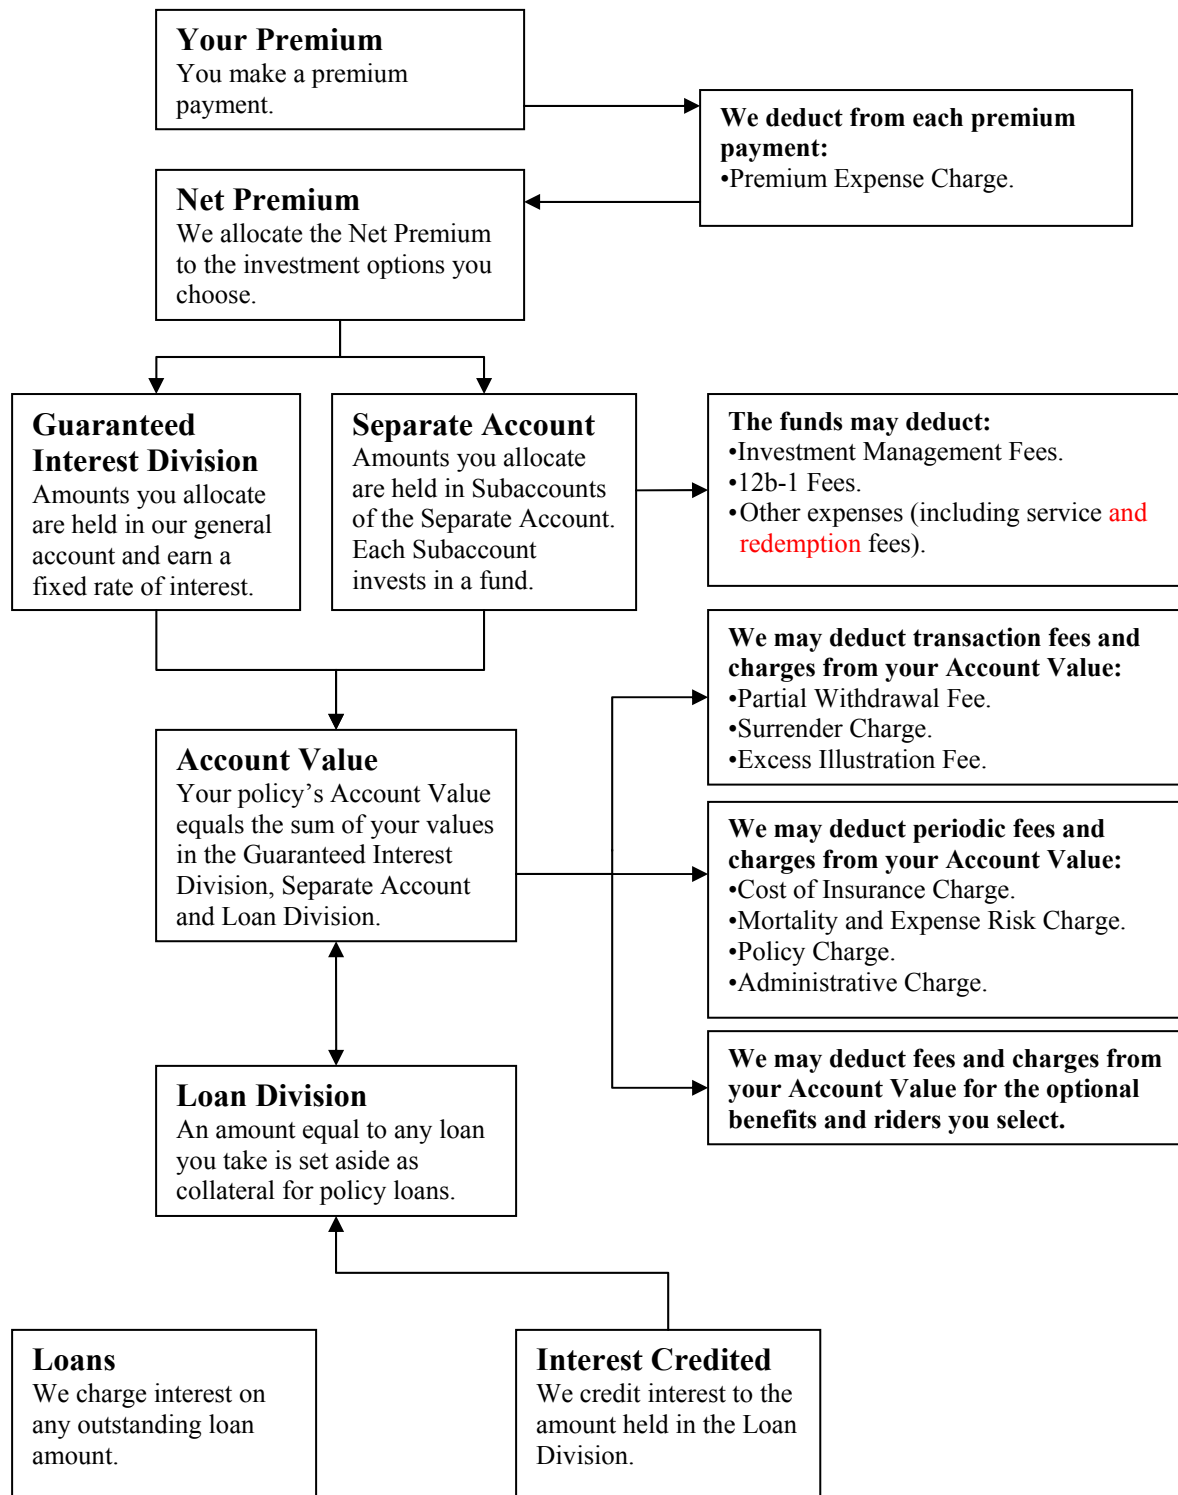 Your Premium
You make a premium
payment.
We deduct from each premium
payment:
•Premium Expense Charge.
Net Premium
We allocate the Net Premium
to the investment options you
choose.
Guaranteed
Interest Division
Amounts you allocate
are held in our general
account and earn a
fixed rate of interest.
Separate Account
Amounts you allocate
are held in Subaccounts
of the Separate Account.
Each Subaccount
invests in a fund.
The funds may deduct:
•Investment Management Fees.
•12b-1 Fees.
•Other expenses (including service and
redemption fees).
We may deduct transaction fees and
charges from your Account Value:
•Partial Withdrawal Fee.
•Surrender Charge.
•Excess Illustration Fee.
Account Value
Your policy’s Account Value
equals the sum of your values
in the Guaranteed Interest
Division, Separate Account
and Loan Division.
We may deduct periodic fees and
charges from your Account Value:
•Cost of Insurance Charge.
•Mortality and Expense Risk Charge.
•Policy Charge.
•Administrative Charge.
We may deduct fees and charges from
your Account Value for the optional
benefits and riders you select.
Loan Division
An amount equal to any loan
you take is set aside as
collateral for policy loans.
Loans
We charge interest on
any outstanding loan
amount.
Interest Credited
We credit interest to the
amount held in the Loan
Division.